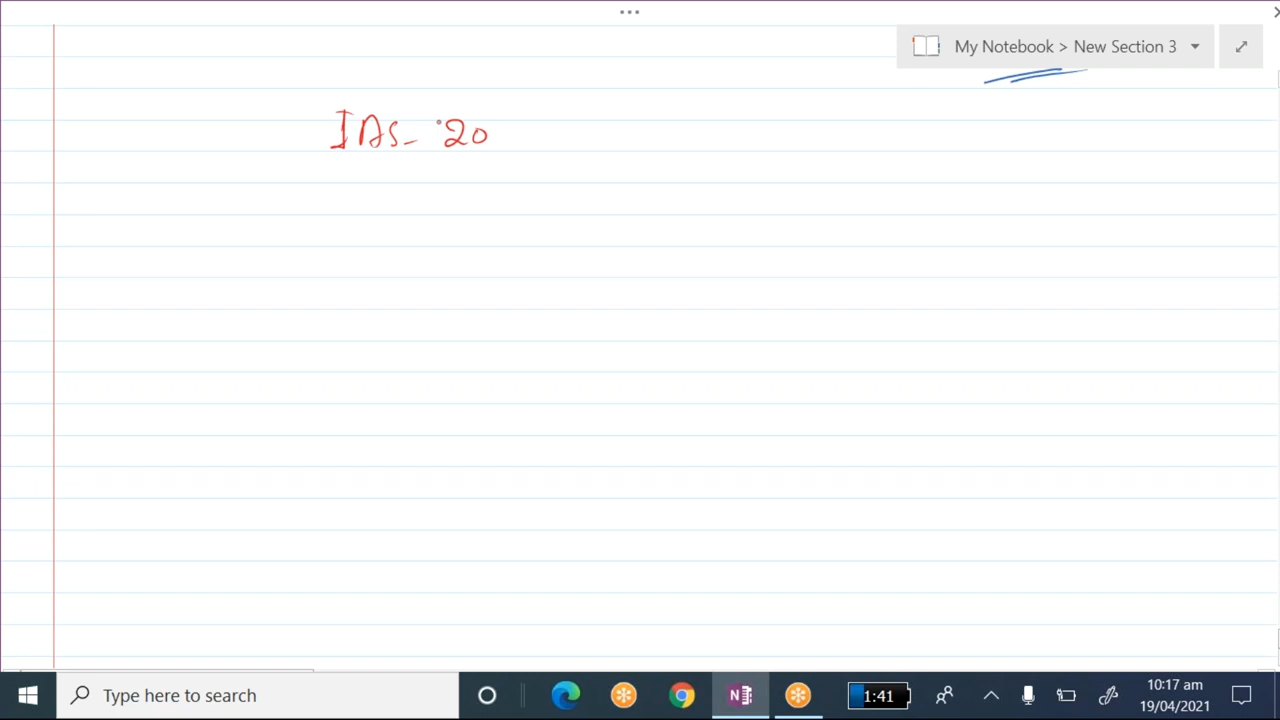 My Notebook > New Section 3
IAS- 20
Type here to search
1:41
10:17 am
19/04/2021